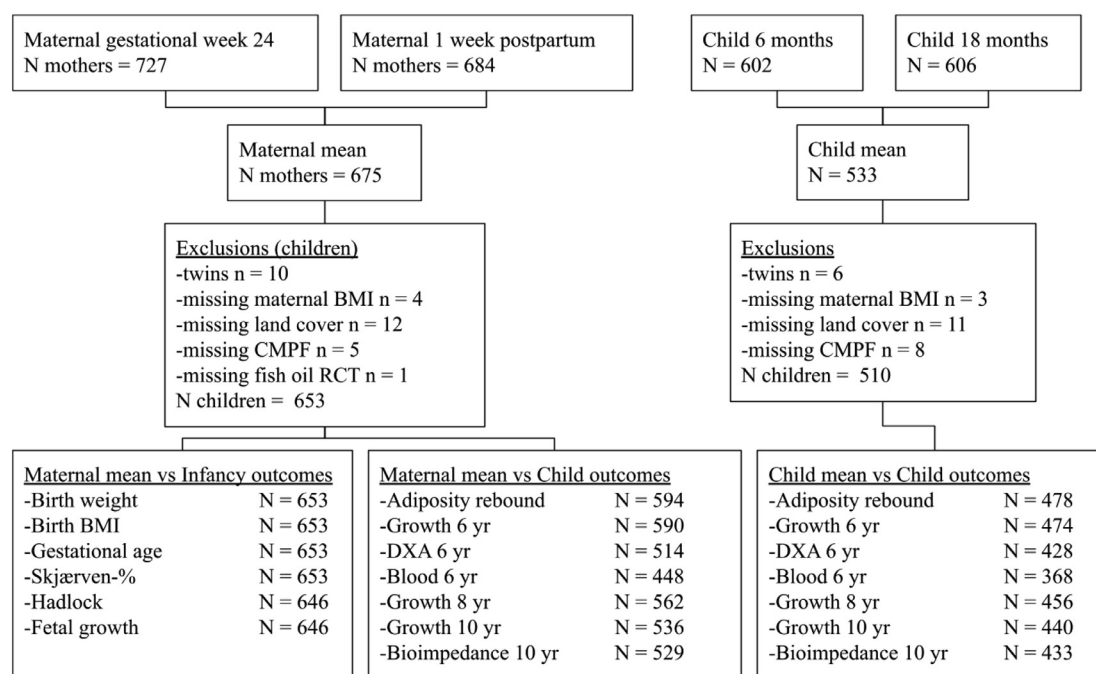 Maternal gestational week 24
N mothers = 727
Maternal 1 week postpartum
N mothers = 684
Child 6 months
N = 602
Child 18 months
N = 606
Maternal mean
N mothers = 675
Child mean
N = 533
Exclusions (children)
-twins n = 10
-missing maternal BMI n = 4
-missing land cover n = 12
-missing CMPF n = 5
-missing fish oil RCT n = 1
N children =  653
Exclusions
-twins n = 6
-missing maternal BMI n = 3
-missing land cover n = 11
-missing CMPF n = 8
N children =  510
Maternal mean vs Infancy outcomes
-Birth weight N = 653
-Birth BMI N = 653
-Gestational age N = 653
-Skjærven-% N = 653
-Hadlock N = 646
-Fetal growth N = 646
Maternal mean vs Child outcomes
-Adiposity rebound N = 594
-Growth 6 yr N = 590
-DXA 6 yr N = 514
-Blood 6 yr N = 448
-Growth 8 yr N = 562
-Growth 10 yr N = 536
-Bioimpedance 10 yr N = 529
Child mean vs Child outcomes
-Adiposity rebound N = 478
-Growth 6 yr N = 474
-DXA 6 yr N = 428
-Blood 6 yr N = 368
-Growth 8 yr N = 456
-Growth 10 yr N = 440
-Bioimpedance 10 yr N = 433